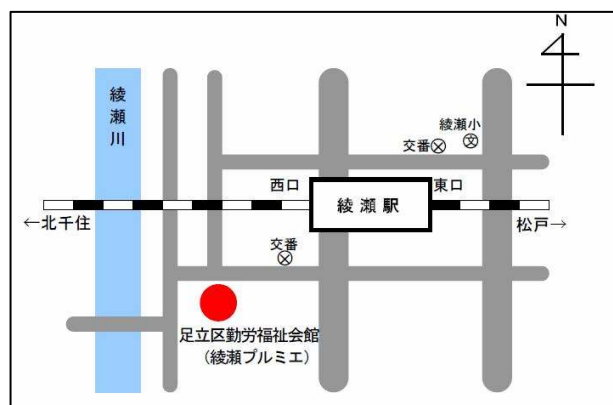 N
綾瀬川
綾瀬小
文
交番
西口
東口
綾瀬駅
←北千住
松戸→
交番
足立区勤労福祉会館
（綾瀬プルミエ）